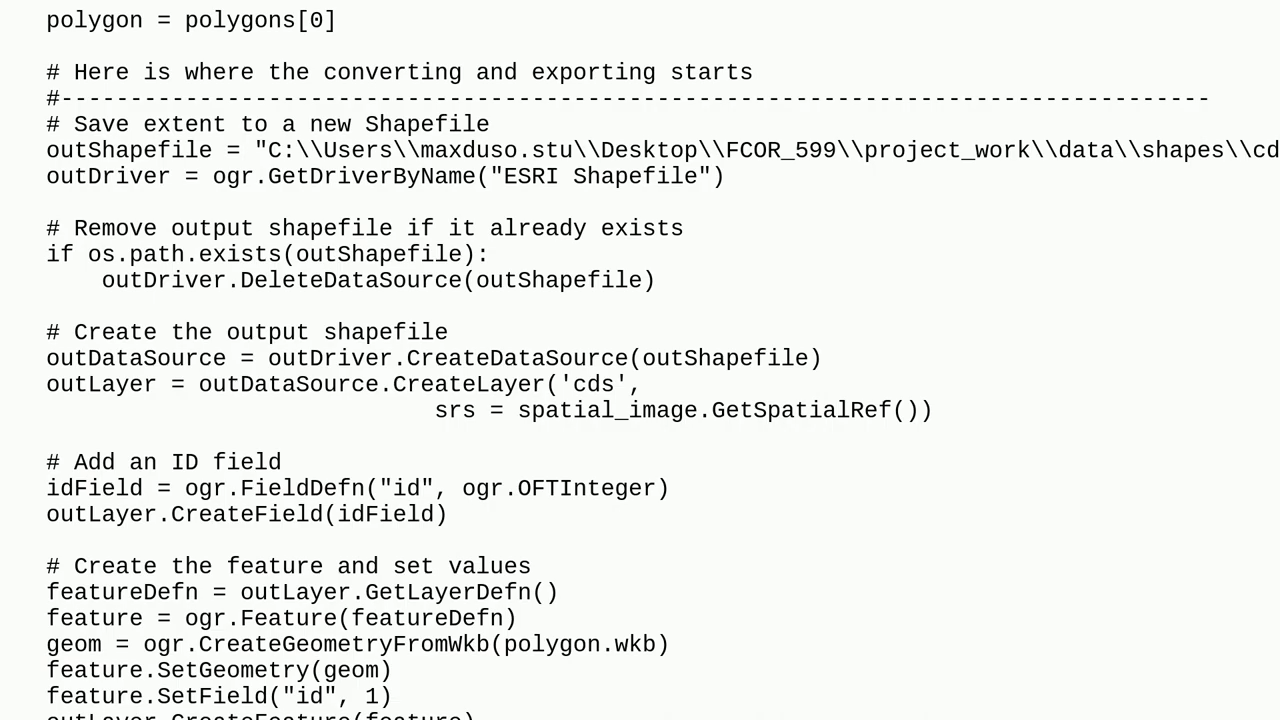 polygon = polygons[0]
# Here is where the converting and exporting starts
#-----------------------------------------------------------------------------------
# Save extent to a new Shapefile
outShapefile = "C:\\Users\\maxduso.stu\\Desktop\\FCOR_599\\project_work\\data\\shapes\\cd
outDriver = ogr.GetDriverByName("ESRI Shapefile")
# Remove output shapefile if it already exists
if os.path.exists(outShapefile):
    outDriver.DeleteDataSource(outShapefile)
# Create the output shapefile
outDataSource = outDriver.CreateDataSource(outShapefile)
outLayer = outDataSource.CreateLayer('cds',
                            srs = spatial_image.GetSpatialRef())
# Add an ID field
idField = ogr.FieldDefn("id", ogr.OFTInteger)
outLayer.CreateField(idField)
# Create the feature and set values
featureDefn = outLayer.GetLayerDefn()
feature = ogr.Feature(featureDefn)
geom = ogr.CreateGeometryFromWkb(polygon.wkb)
feature.SetGeometry(geom)
feature.SetField("id", 1)
outLayer.CreateFeature(feature)